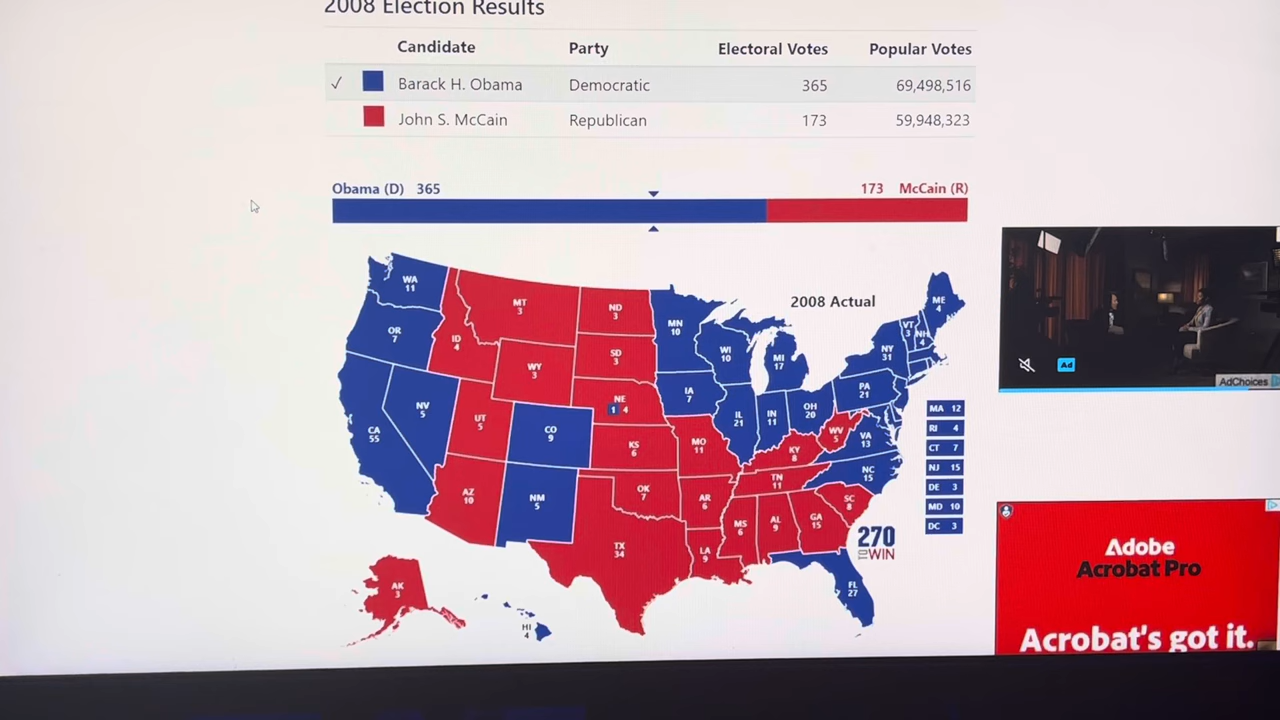 2008 Election Results
Candidate Party Electoral Votes Popular Votes
✓ Barack H. Obama Democratic 365 69,498,516
John S. McCain Republican 173 59,948,323
Obama (D) 365 173 McCain (R)
2008 Actual
WA
11
OR
7
CA
55
NV
5
ID
4
MT
3
WY
3
UT
5
CO
9
AZ
10
NM
5
ND
3
SD
3
NE
1 4
KS
6
OK
7
TX
34
MN
10
IA
7
MO
11
AR
6
LA
9
WI
10
IL
21
MI
17
IN
11
OH
20
KY
8
TN
11
MS
6
AL
9
GA
15
FL
27
SC
8
NC
15
VA
13
WV
5
PA
21
NY
31
VT
3
NH
4
ME
4
AK
3
HI
4
MA 12
RI 4
CT 7
NJ 15
DE 3
MD 10
DC 3
270
TO WIN
Ad
AdChoices
Adobe
Acrobat Pro
Acrobat's got it.